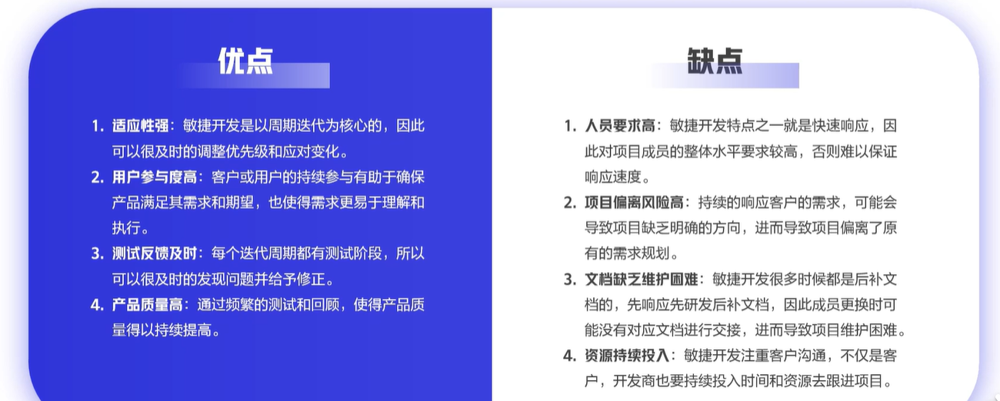 优点
1. 适应性强：敏捷开发是以周期迭代为核心的，因此
可以很及时的调整优先级和应对变化。
2. 用户参与度高：客户或用户的持续参与有助于确保
产品满足其需求和期望，也使得需求更易于理解和
执行。
3. 测试反馈及时：每个迭代周期都有测试阶段，所以
可以很及时的发现问题并给予修正。
4. 产品质量高：通过频繁的测试和回顾，使得产品质
量得以持续提高。
缺点
1. 人员要求高：敏捷开发特点之一就是快速响应，因
此对项目成员的整体水平要求较高，否则难以保证
响应速度。
2. 项目偏离风险高：持续的响应客户的需求，可能会
导致项目缺乏明确的方向，进而导致项目偏离了原
有的需求规划。
3. 文档缺乏维护困难：敏捷开发很多时候都是后补文
档的，先响应先研发后补文档，因此成员更换时可
能没有对应文档进行交接，进而导致项目维护困难。
4. 资源持续投入：敏捷开发注重客户沟通，不仅是客
户，开发商也要持续投入时间和资源去跟进项目。